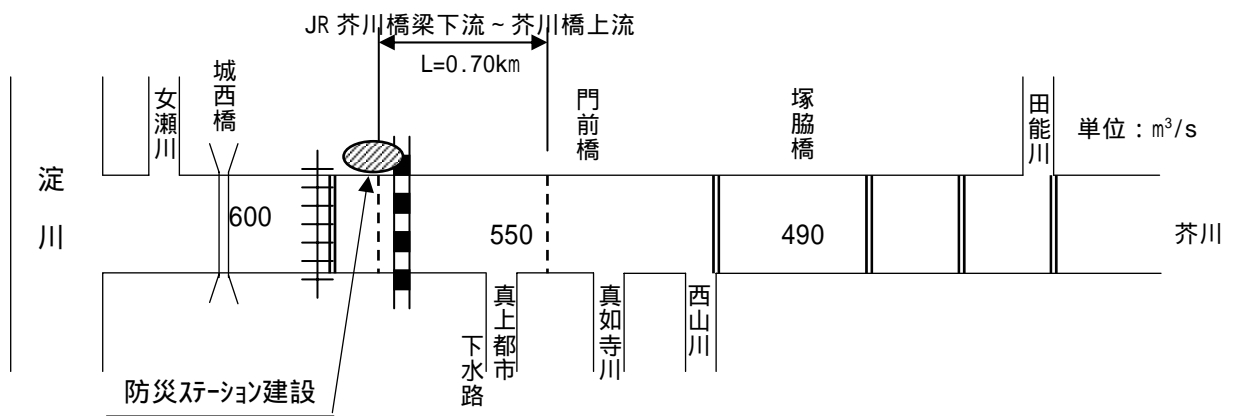 JR 芥川橋梁下流~芥川橋上流
L=0.70km
女瀬川
城西橋
門前橋
塚脇橋
田能川
単位:m³/s
淀川
600
550
490
芥川
真上都市
下水路
真如寺川
西山川
防災ステーション建設